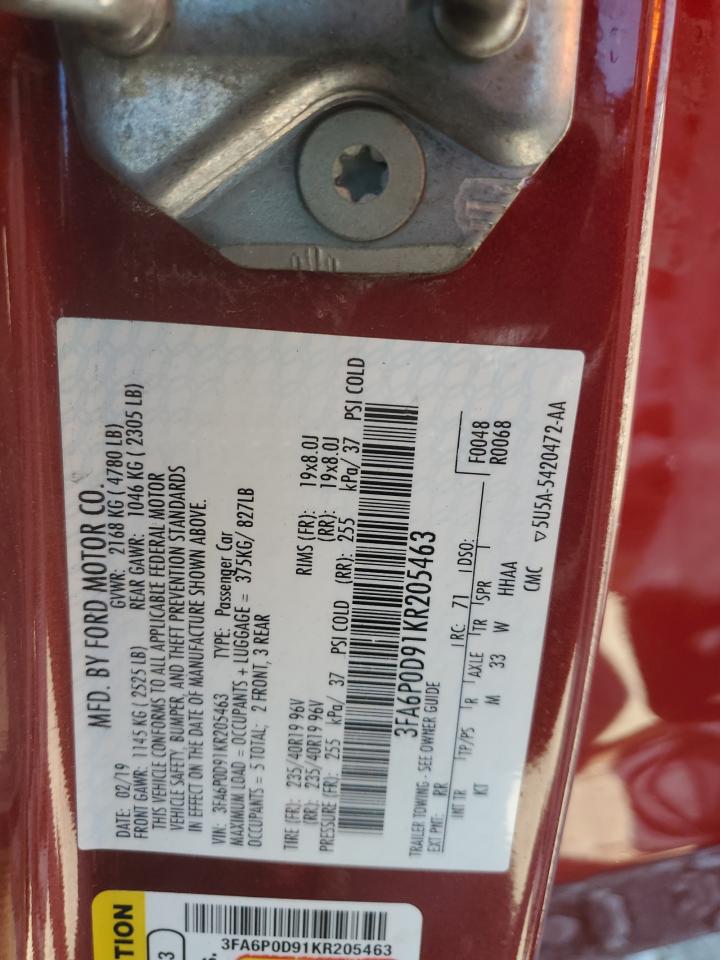 MFD. BY FORD MOTOR CO.
DATE: 02/19 GVWR: 2168 KG ( 4780 LB)
FRONT GAWR: 1145 KG ( 2525 LB) REAR GAWR: 1046 KG ( 2305 LB)
THIS VEHICLE CONFORMS TO ALL APPLICABLE FEDERAL MOTOR
VEHICLE SAFETY, BUMPER, AND THEFT PREVENTION STANDARDS
IN EFFECT ON THE DATE OF MANUFACTURE SHOWN ABOVE.
VIN: 3FA6P0D91KR205463 TYPE: Passenger Car
MAXIMUM LOAD = OCCUPANTS + LUGGAGE = 375KG/ 827LB
OCCUPANTS = 5 TOTAL; 2 FRONT, 3 REAR
TIRE (FR): 235/40R19 96V RIMS (FR): 19x8.0J
(RR): 235/40R19 96V (RR): 19x8.0J
PRESSURE (FR): 255 kPa/ 37 PSI COLD (RR): 255 kPa/ 37 PSI COLD
3FA6P0D91KR205463
TRAILER TOWING - SEE OWNER GUIDE
EXT PNT: RR RC: 71 DSO: F0048
R0068
INT TR TP/PS R AXLE TR SPR
KT M 33 W HHAA
CMC ▽5U5A-5420472-AA
TION
3
3FA6P0D91KR205463